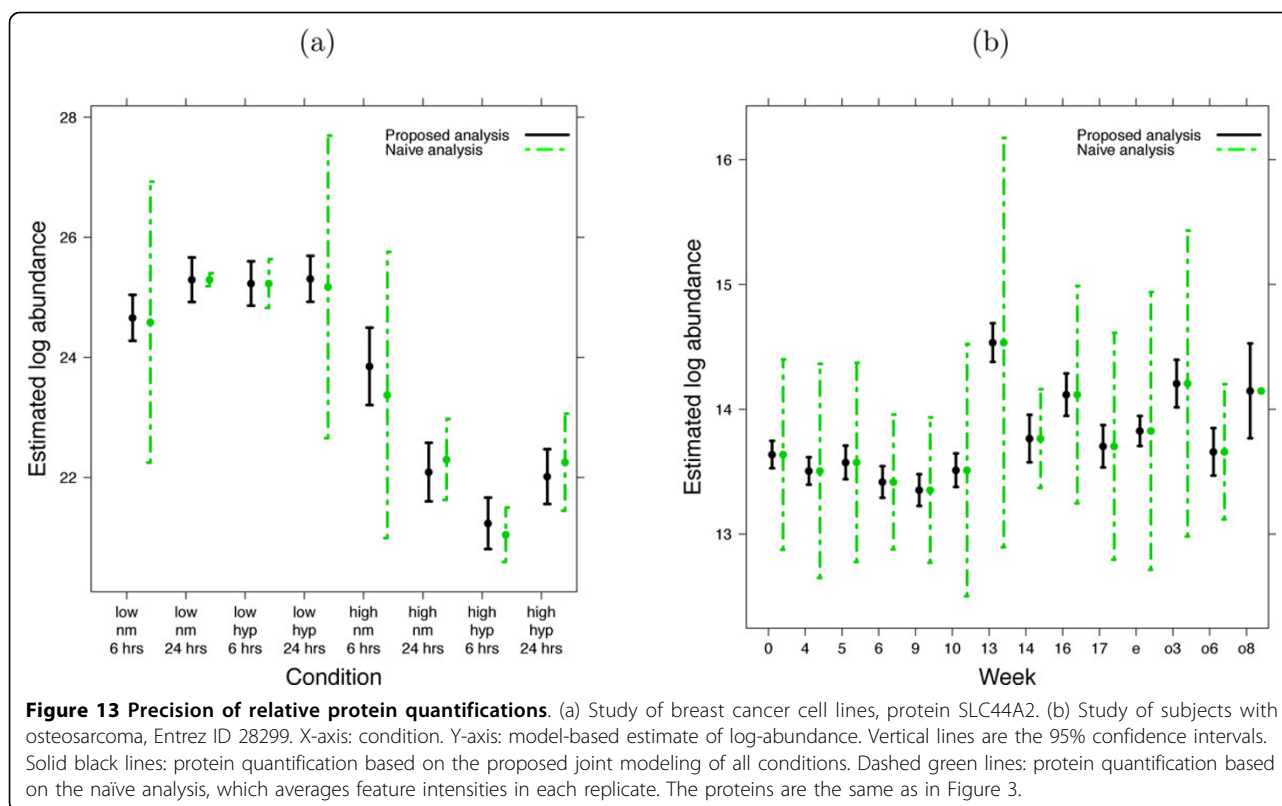 (a)
(b)
Proposed analysis
Naive analysis
Estimated log abundance
28
26
24
22
low
nm
6 hrs
low
nm
24 hrs
low
hyp
6 hrs
low
hyp
24 hrs
high
nm
6 hrs
high
nm
24 hrs
high
hyp
6 hrs
high
hyp
24 hrs
Condition
Proposed analysis
Naive analysis
Estimated log abundance
16
15
14
13
0 4 5 6 9 10 13 14 16 17 e o3 o6 o8
Week
Figure 13 Precision of relative protein quantifications. (a) Study of breast cancer cell lines, protein SLC44A2. (b) Study of subjects with
osteosarcoma, Entrez ID 28299. X-axis: condition. Y-axis: model-based estimate of log-abundance. Vertical lines are the 95% confidence intervals.
Solid black lines: protein quantification based on the proposed joint modeling of all conditions. Dashed green lines: protein quantification based
on the naïve analysis, which averages feature intensities in each replicate. The proteins are the same as in Figure 3.